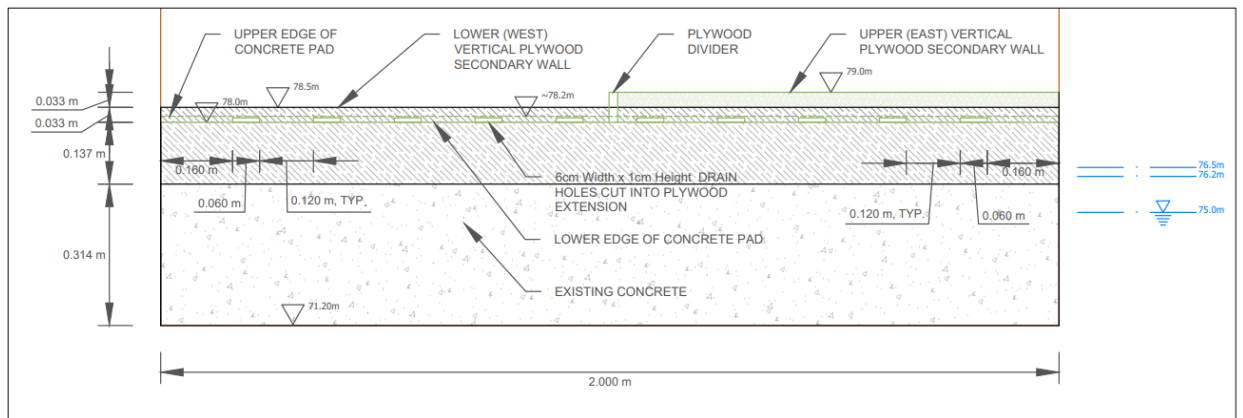 UPPER EDGE OF
CONCRETE PAD
LOWER (WEST)
VERTICAL PLYWOOD
SECONDARY WALL
PLYWOOD
DIVIDER
UPPER (EAST) VERTICAL
PLYWOOD SECONDARY WALL
79.0m
78.5m
~78.2m
78.0m
0.033 m
0.033 m
0.137 m
0.160 m
0.060 m
0.120 m, TYP.
6cm Width x 1cm Height DRAIN
HOLES CUT INTO PLYWOOD
EXTENSION
0.160 m
0.120 m, TYP.
0.060 m
76.5m
76.2m
75.0m
LOWER EDGE OF CONCRETE PAD
0.314 m
EXISTING CONCRETE
71.20m
2.000 m